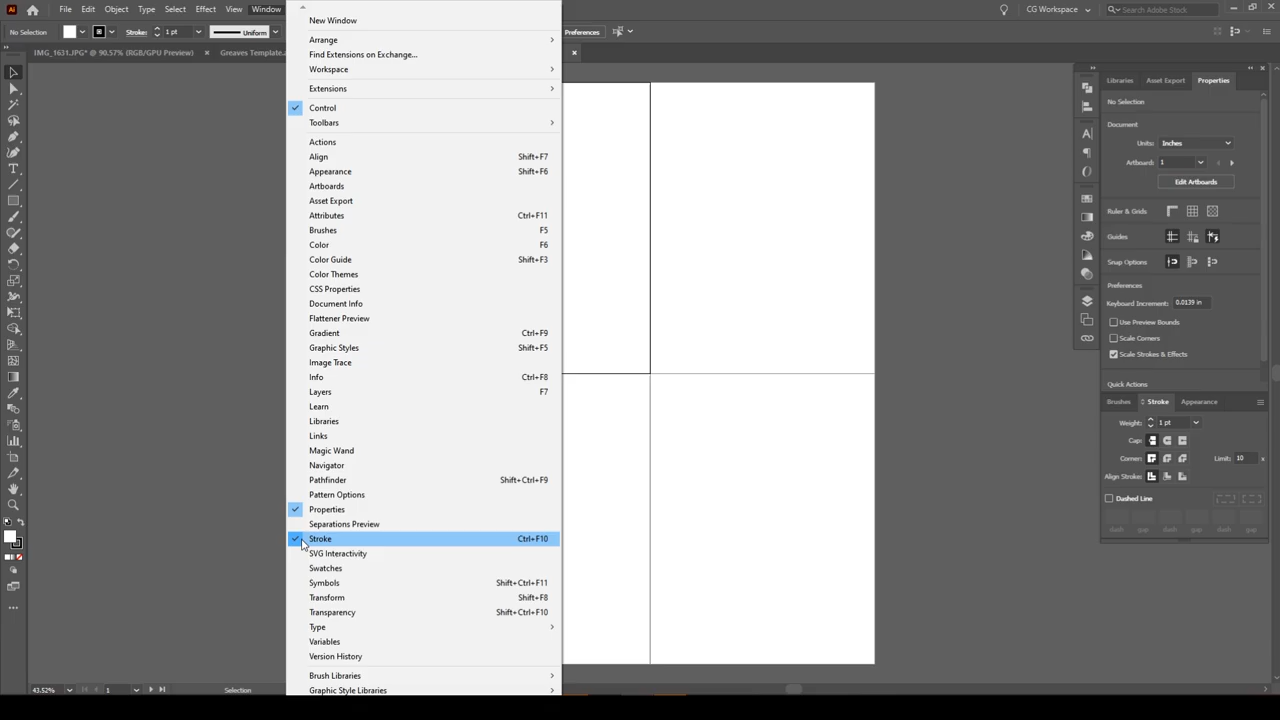 Ai File Edit Object Type Select Effect View Window CG Workspace Search Adobe Stock
No Selection Stroke: 1 pt Uniform Preferences
IMG_1631.JPG* @ 90.57% (RGB/GPU Preview) × Greaves Template.a ×
New Window
Arrange
Find Extensions on Exchange...
Workspace
Extensions
Control
Toolbars
Actions
Align Shift+F7
Appearance Shift+F6
Artboards
Asset Export
Attributes Ctrl+F11
Brushes F5
Color F6
Color Guide Shift+F3
Color Themes
CSS Properties
Document Info
Flattener Preview
Gradient Ctrl+F9
Graphic Styles Shift+F5
Image Trace
Info Ctrl+F8
Layers F7
Learn
Libraries
Links
Magic Wand
Navigator
Pathfinder Shift+Ctrl+F9
Pattern Options
Properties
Separations Preview
Stroke Ctrl+F10
SVG Interactivity
Swatches
Symbols Shift+Ctrl+F11
Transform Shift+F8
Transparency Shift+Ctrl+F10
Type
Variables
Version History
Brush Libraries
Graphic Style Libraries
Libraries Asset Export Properties
No Selection
Document
Units: Inches
Artboard: 1
Edit Artboards
Ruler & Grids
Guides
Snap Options
Preferences
Keyboard Increment: 0.0139 in
Use Preview Bounds
Scale Corners
Scale Strokes & Effects
Quick Actions
Brushes Stroke Appearance
Weight: 1 pt
Cap:
Corner: Limit: 10 x
Align Stroke:
Dashed Line
dash gap dash gap dash gap
43.52% 1 Selection